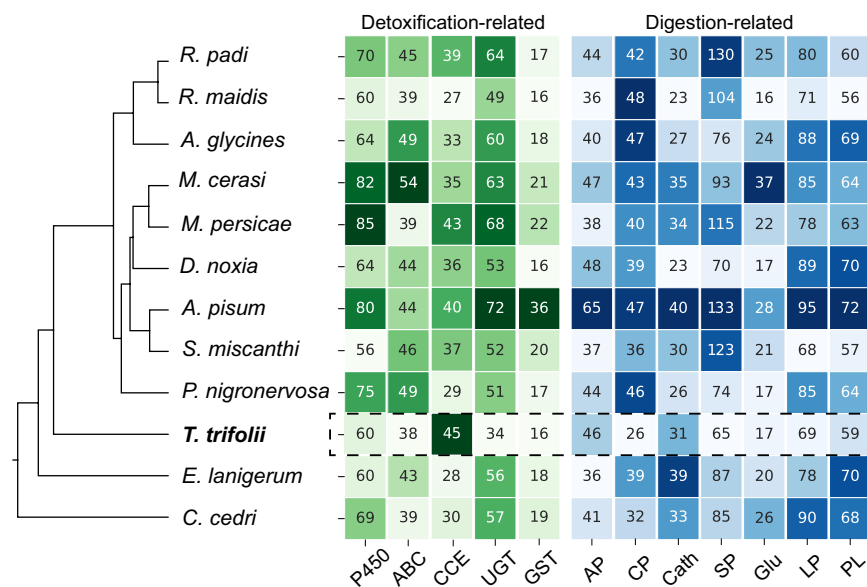 Detoxification-related Digestion-related
R. padi 70 45 39 64 17 44 42 30 130 25 80 60
R. maidis 60 39 27 49 16 36 48 23 104 16 71 56
A. glycines 64 49 33 60 18 40 47 27 76 24 88 69
M. cerasi 82 54 35 63 21 47 43 35 93 37 85 64
M. persicae 85 39 43 68 22 38 40 34 115 22 78 63
D. noxia 64 44 36 53 16 48 39 23 70 17 89 70
A. pisum 80 44 40 72 36 65 47 40 133 28 95 72
S. miscanthi 56 46 37 52 20 37 36 30 123 21 68 57
P. nigronervosa 75 49 29 51 17 44 46 26 74 17 85 64
T. trifolii 60 38 45 34 16 46 26 31 65 17 69 59
E. lanigerum 60 43 28 56 18 36 39 39 87 20 78 70
C. cedri 69 39 30 57 19 41 32 33 85 26 90 68
P450 ABC CCE UGT GST AP CP Cath SP Glu LP PL